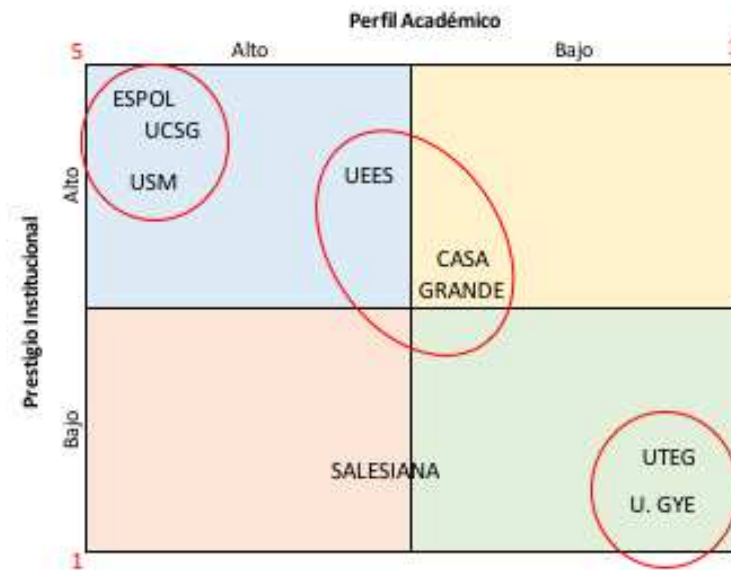 Perfil Académico
5
Alto
Bajo
ESPOL
UCSG
USM
UEES
CASA
GRANDE
Alto
Prestigio Institucional
Bajo
SALESIANA
UTEG
U. GYE
1